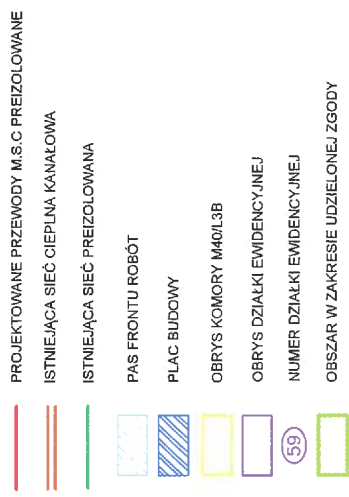 PROJEKTOWANE PRZEWODY M.S.C PREIZOLOWANE
ISTNIEJĄCA SIEĆ CIEPLNA KANAŁOWA
ISTNIEJĄCA SIEĆ PREIZOLOWANA
PAS FRONTU ROBÓT
PLAC BUDOWY
OBRYS KOMORY M40/L3B
OBRYS DZIAŁKI EWIDENCYJNEJ
59 NUMER DZIAŁKI EWIDENCYJNEJ
OBSZAR W ZAKRESIE UDZIELONEJ ZGODY